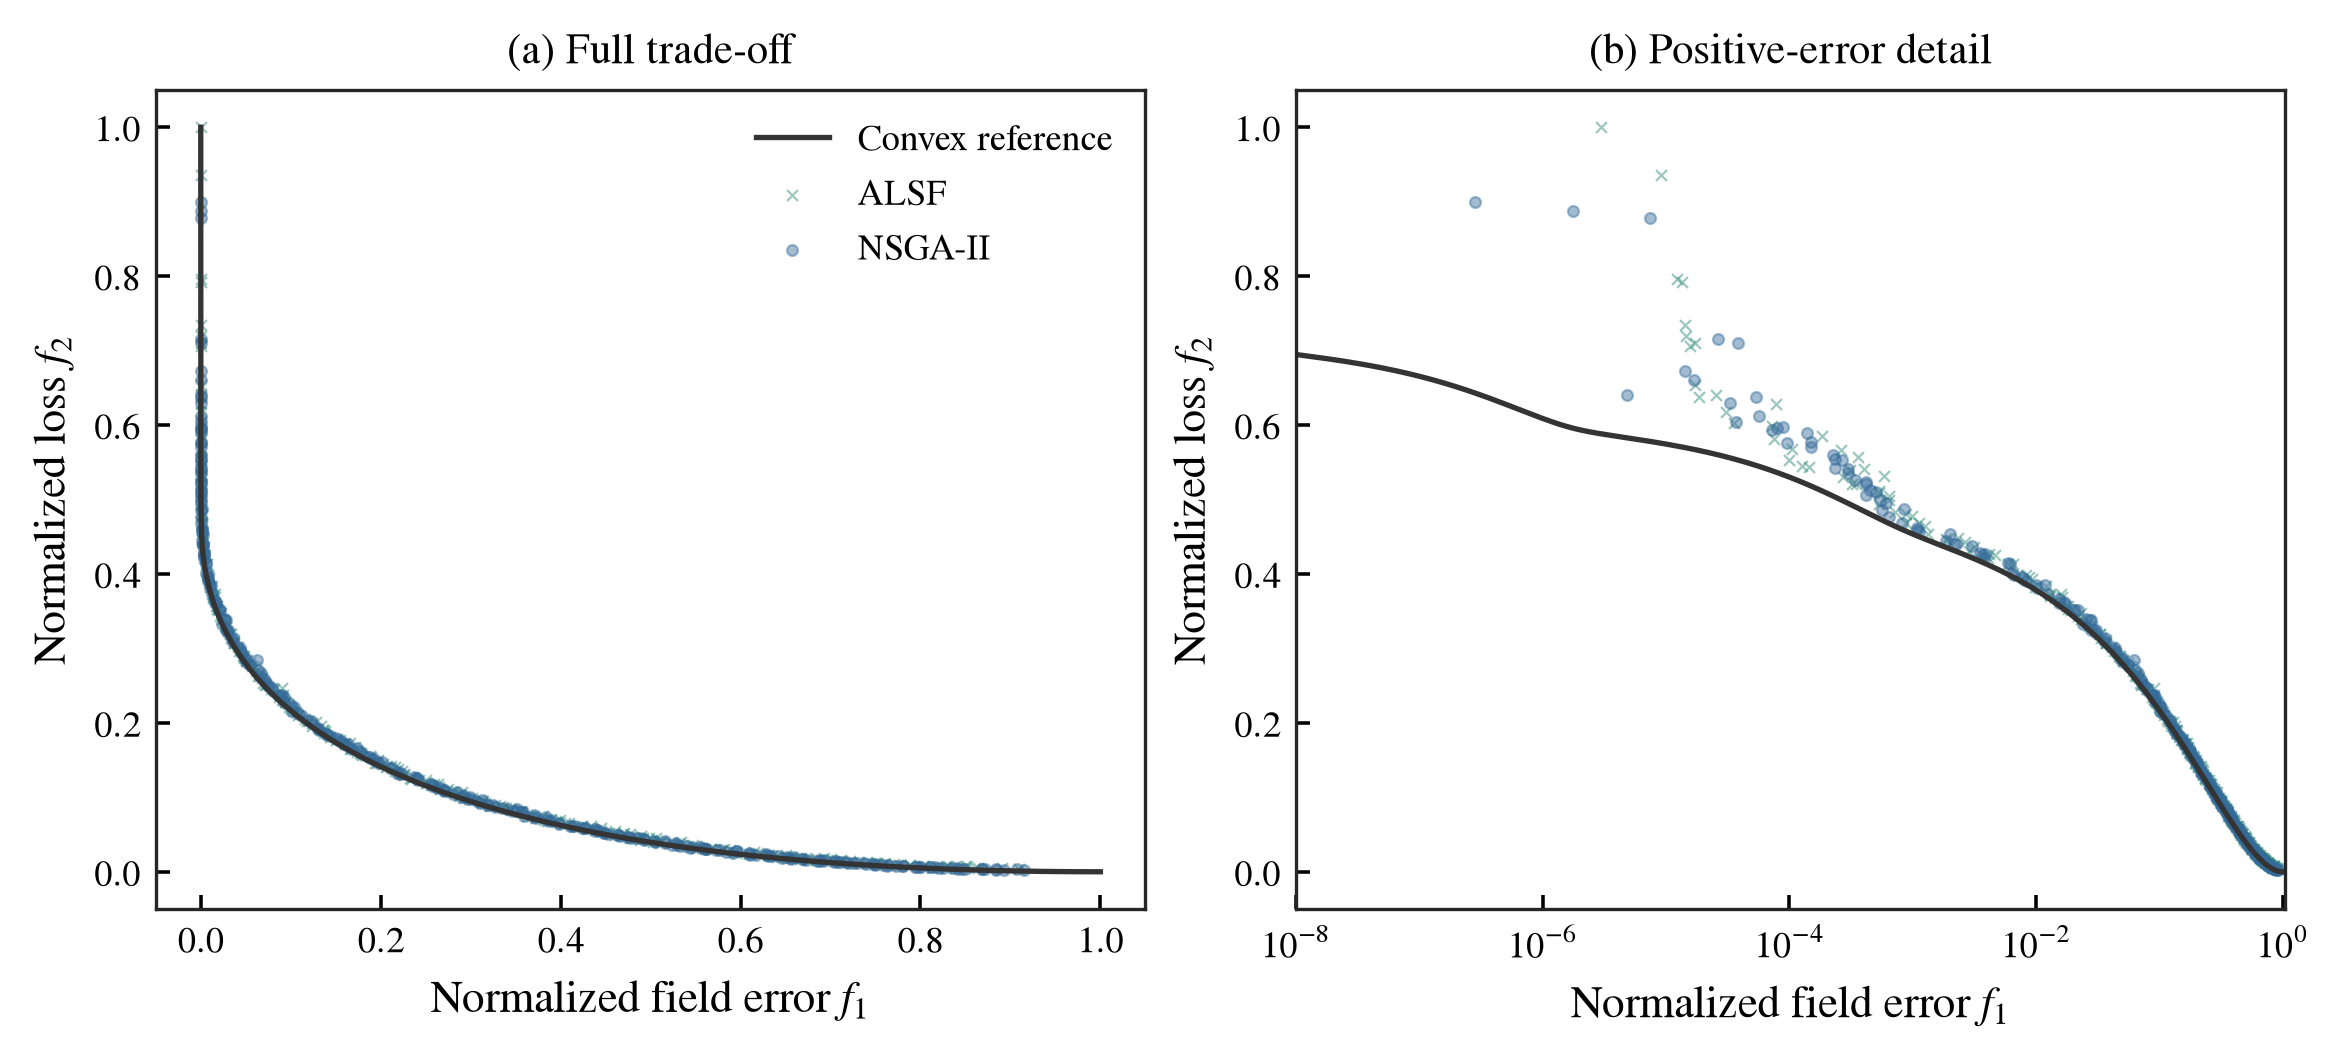 (a) Full trade-off
1.0
0.8
0.6
0.4
0.2
0.0
Normalized loss f₂
Convex reference
ALSF
NSGA-II
0.0 0.2 0.4 0.6 0.8 1.0
Normalized field error f₁
(b) Positive-error detail
1.0
0.8
0.6
0.4
0.2
0.0
Normalized loss f₂
10⁻⁸ 10⁻⁶ 10⁻⁴ 10⁻² 10⁰
Normalized field error f₁